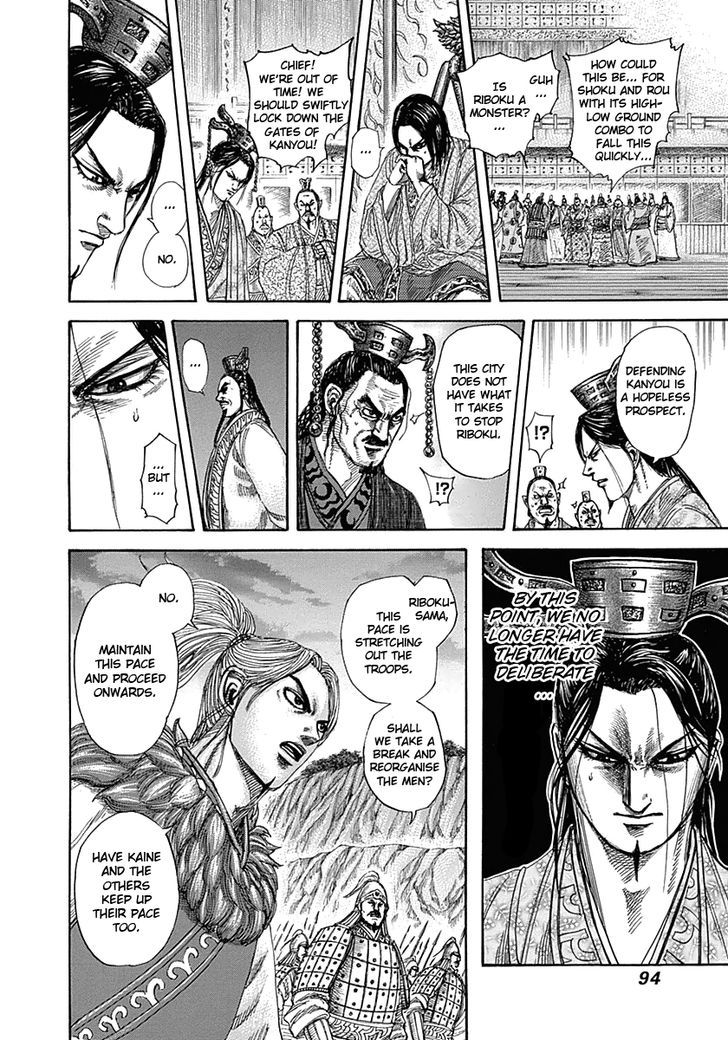 HOW COULD
THIS BE... FOR
SHOKU AND ROU
WITH ITS HIGH-
LOW GROUND
COMBO TO
FALL THIS
QUICKLY...
GUH
...
IS
RIBOKU A
MONSTER?
...
CHIEF!
WE'RE OUT OF
TIME! WE
SHOULD SWIFTLY
LOCK DOWN
THE GATES OF
KANYOU!
...
...
NO.
DEFENDING
KANYOU IS
A HOPELESS
PROSPECT.
!?
THIS CITY
DOES NOT
HAVE WHAT
IT TAKES
TO STOP
RIBOKU.
!?
...
...
BUT
...
BY THIS
POINT, WE NO
LONGER HAVE
THE TIME TO
DELIBERATE
...
RIBOKU-
SAMA,
THIS
PACE IS
STRETCHING
OUT THE
TROOPS.
SHALL
WE TAKE A
BREAK AND
REORGANISE
THE MEN?
NO.
MAINTAIN
THIS PACE
AND PROCEED
ONWARDS.
HAVE KAINE
AND THE
OTHERS
KEEP UP
THEIR PACE
TOO.
94